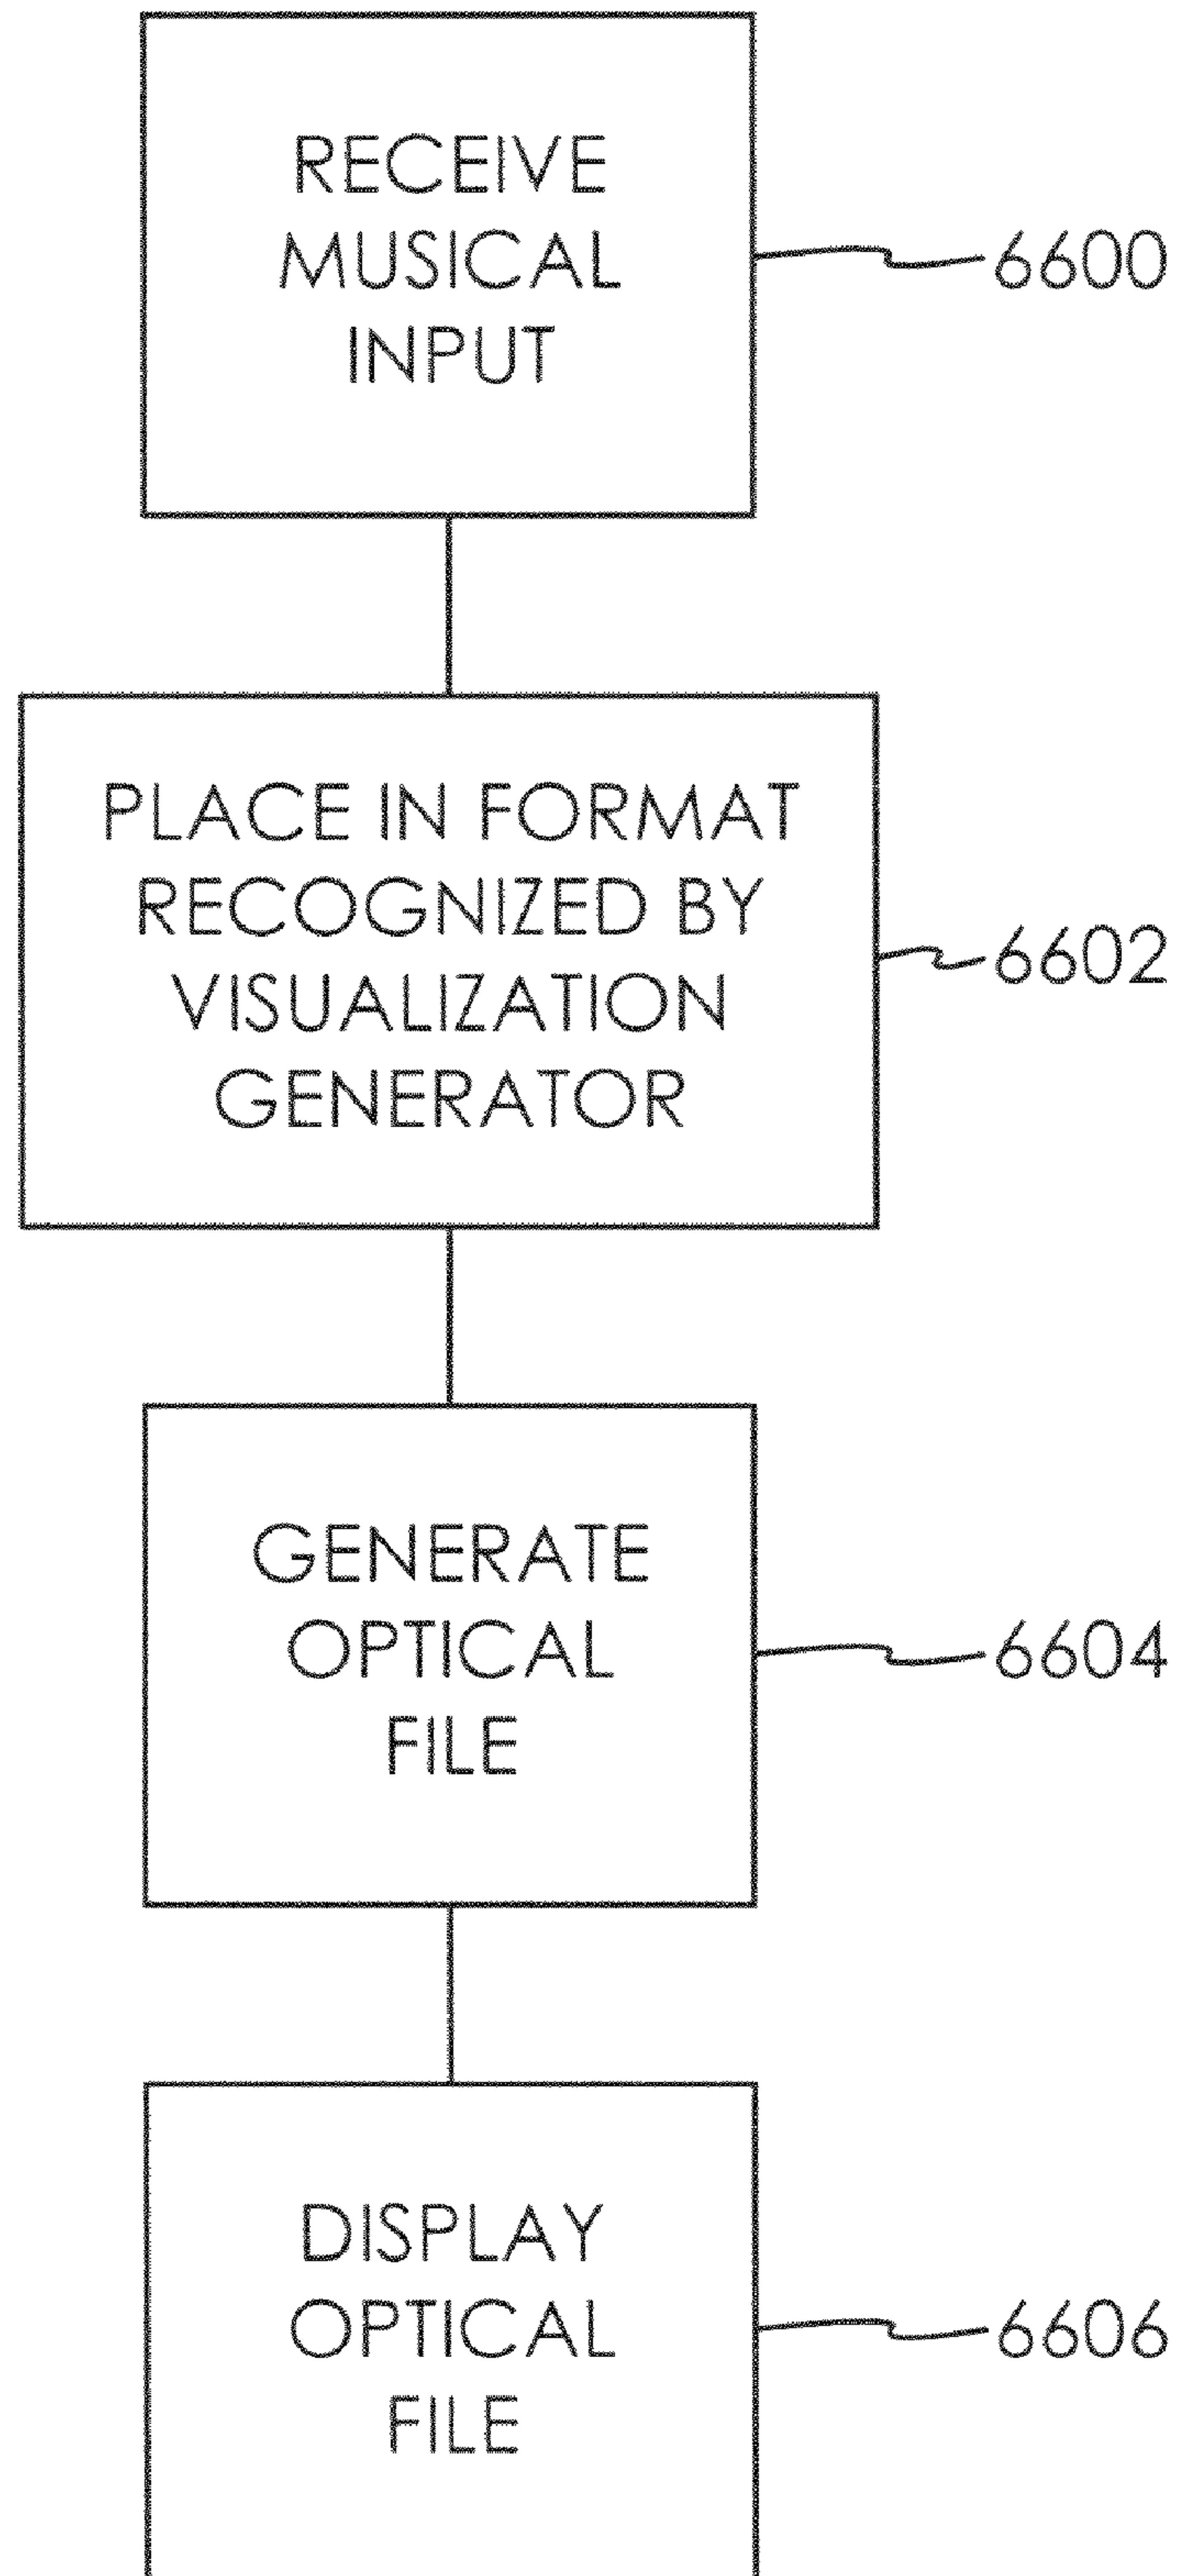 RECEIVE
MUSICAL
INPUT
6600
PLACE IN FORMAT
RECOGNIZED BY
VISUALIZATION
GENERATOR
6602
GENERATE
OPTICAL
FILE
6604
DISPLAY
OPTICAL
FILE
6606